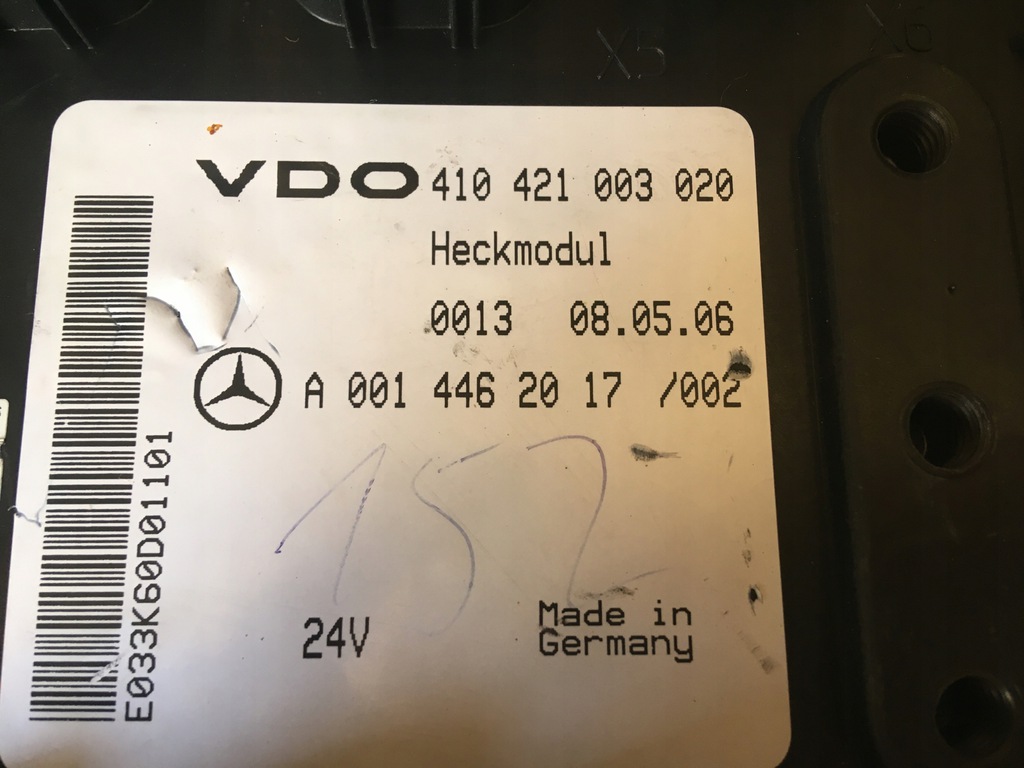 X5
X6
VDO 410 421 003 020
Heckmodul
0013 08.05.06
A 001 446 20 17 /002
152
24V
Made in
Germany
E033K60D01101